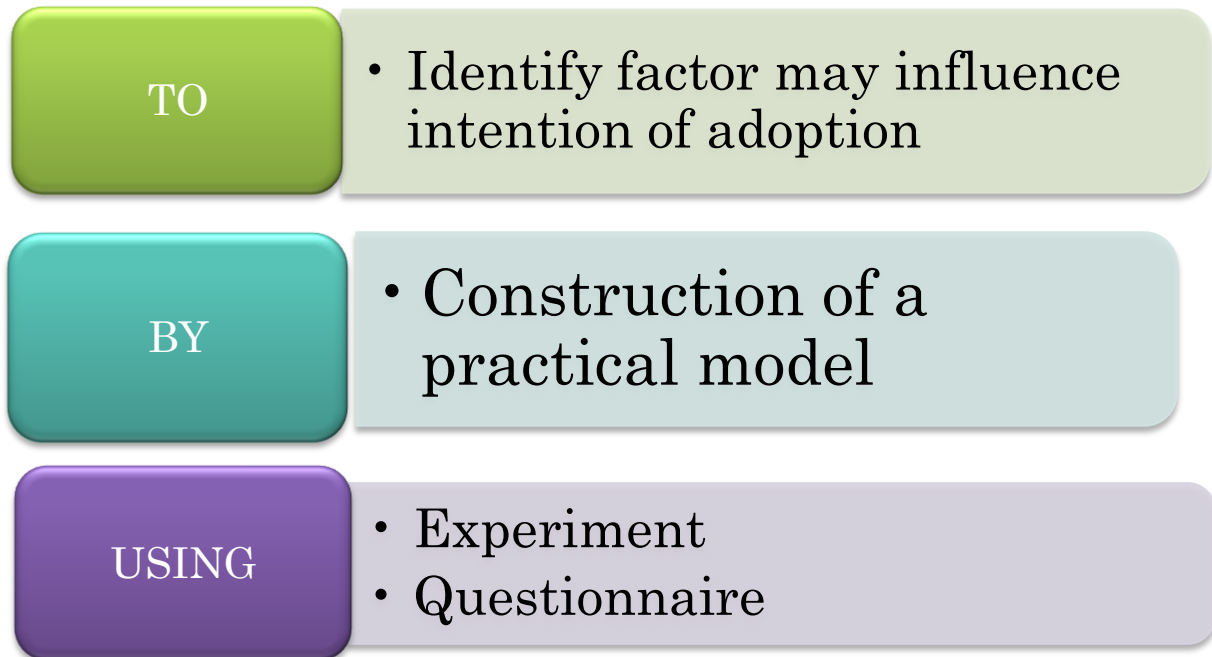 TO
• Identify factor may influence
intention of adoption
BY
• Construction of a
practical model
USING
• Experiment
• Questionnaire